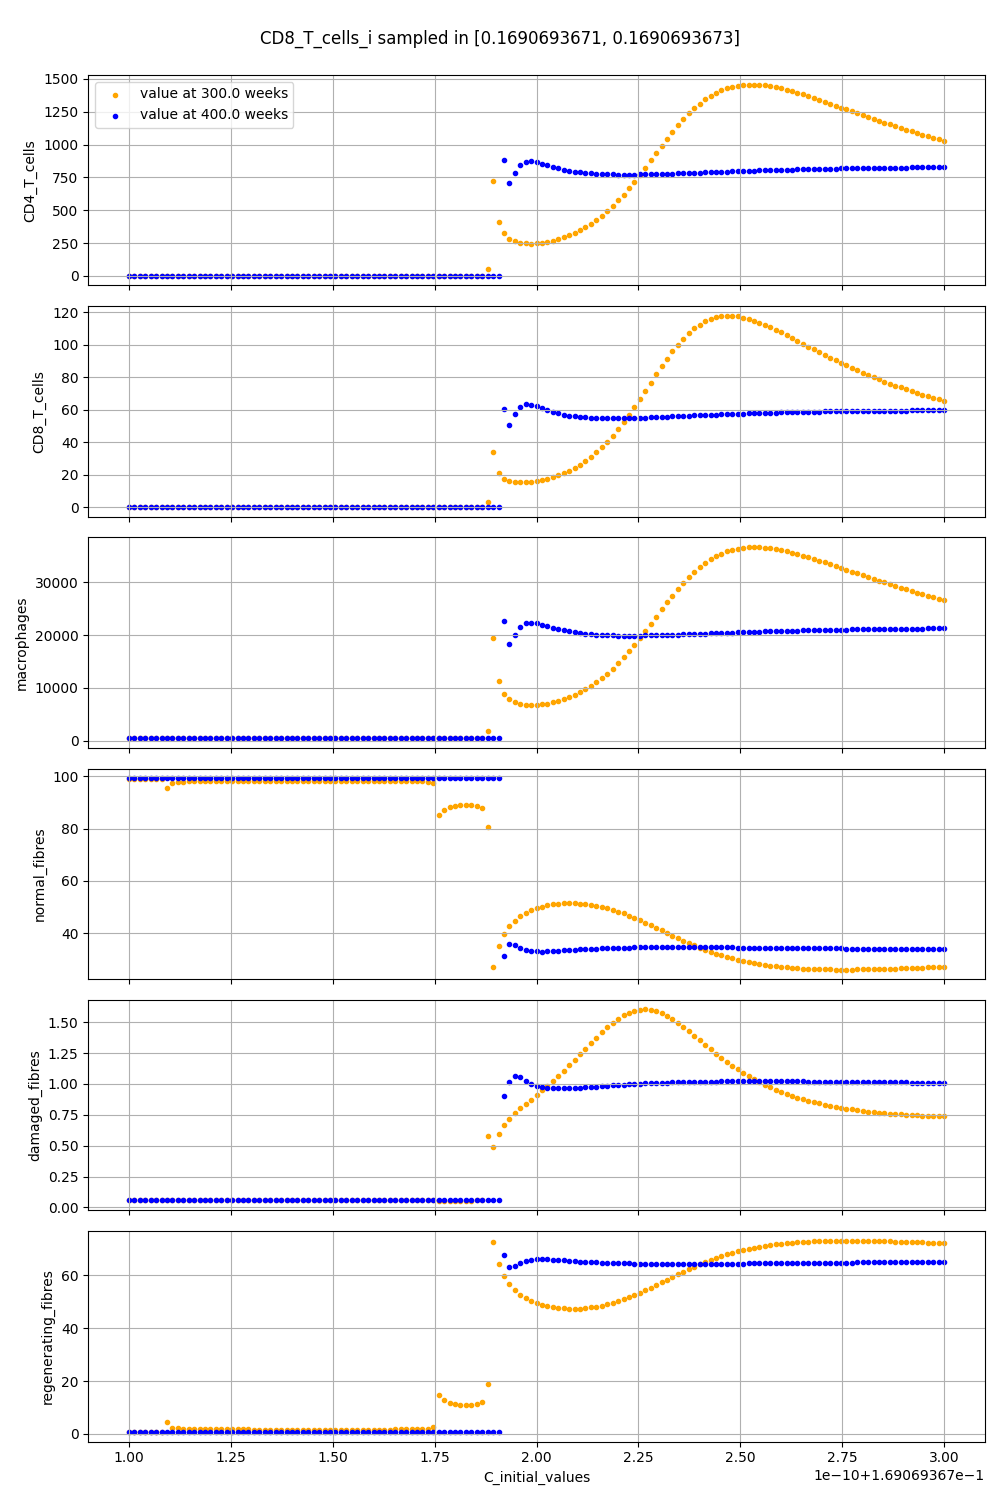 CD8_T_cells_i sampled in [0.1690693671, 0.1690693673]
1500
1250
1000
750
500
250
0
CD4_T_cells
value at 300.0 weeks
value at 400.0 weeks
120
100
80
60
40
20
0
CD8_T_cells
30000
20000
10000
0
macrophages
100
80
60
40
normal_fibres
1.50
1.25
1.00
0.75
0.50
0.25
0.00
damaged_fibres
60
40
20
0
regenerating_fibres
1.00 1.25 1.50 1.75 2.00 2.25 2.50 2.75 3.00
C_initial_values
1e−10+1.69069367e−1